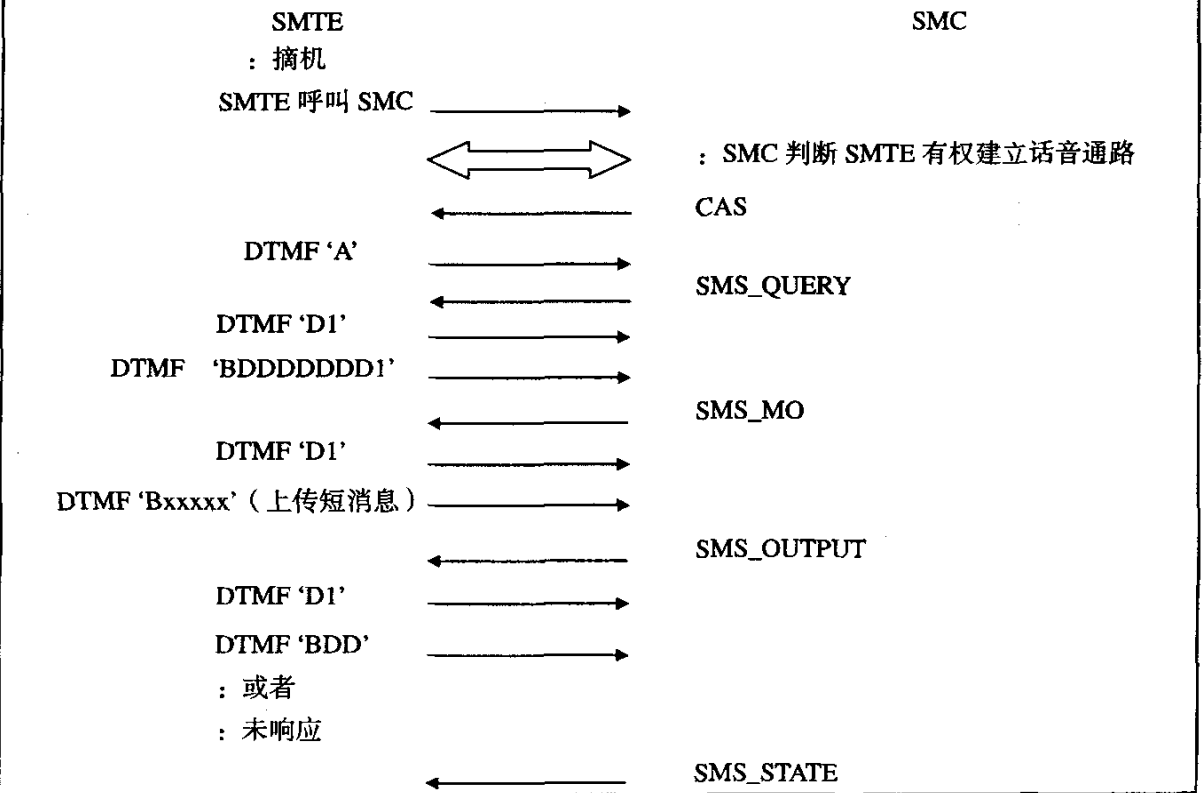 SMTE SMC
：摘机
SMTE 呼叫 SMC
：SMC 判断 SMTE 有权建立话音通路
CAS
DTMF ‘A’
SMS_QUERY
DTMF ‘D1’
DTMF ‘BDDDDDDD1’
SMS_MO
DTMF ‘D1’
DTMF ‘Bxxxxx’（上传短消息）
SMS_OUTPUT
DTMF ‘D1’
DTMF ‘BDD’
：或者
：未响应
SMS_STATE